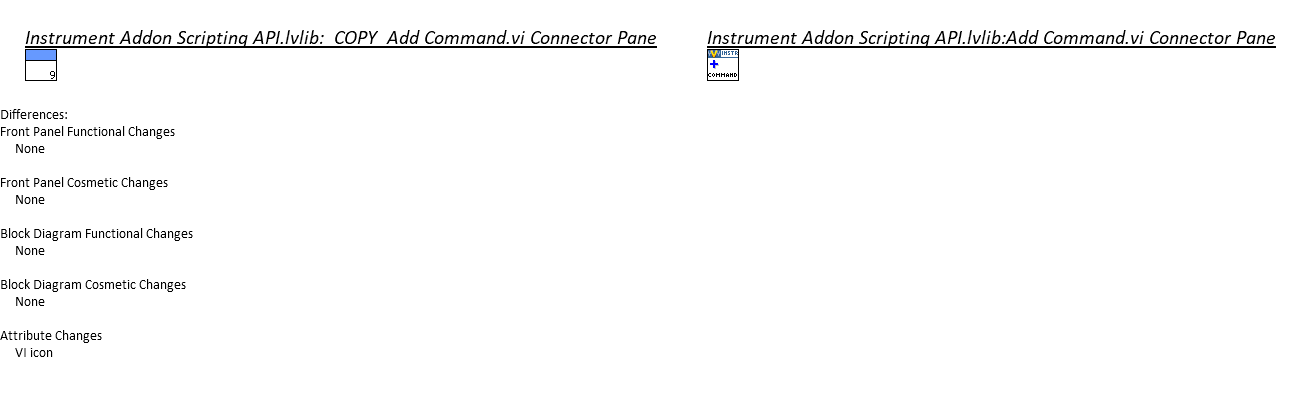 Instrument Addon Scripting API.lvlib:_COPY_Add Command.vi Connector Pane
9
Instrument Addon Scripting API.lvlib:Add Command.vi Connector Pane
INSTR
+
COMMAND
Differences:
Front Panel Functional Changes
None
Front Panel Cosmetic Changes
None
Block Diagram Functional Changes
None
Block Diagram Cosmetic Changes
None
Attribute Changes
VI icon